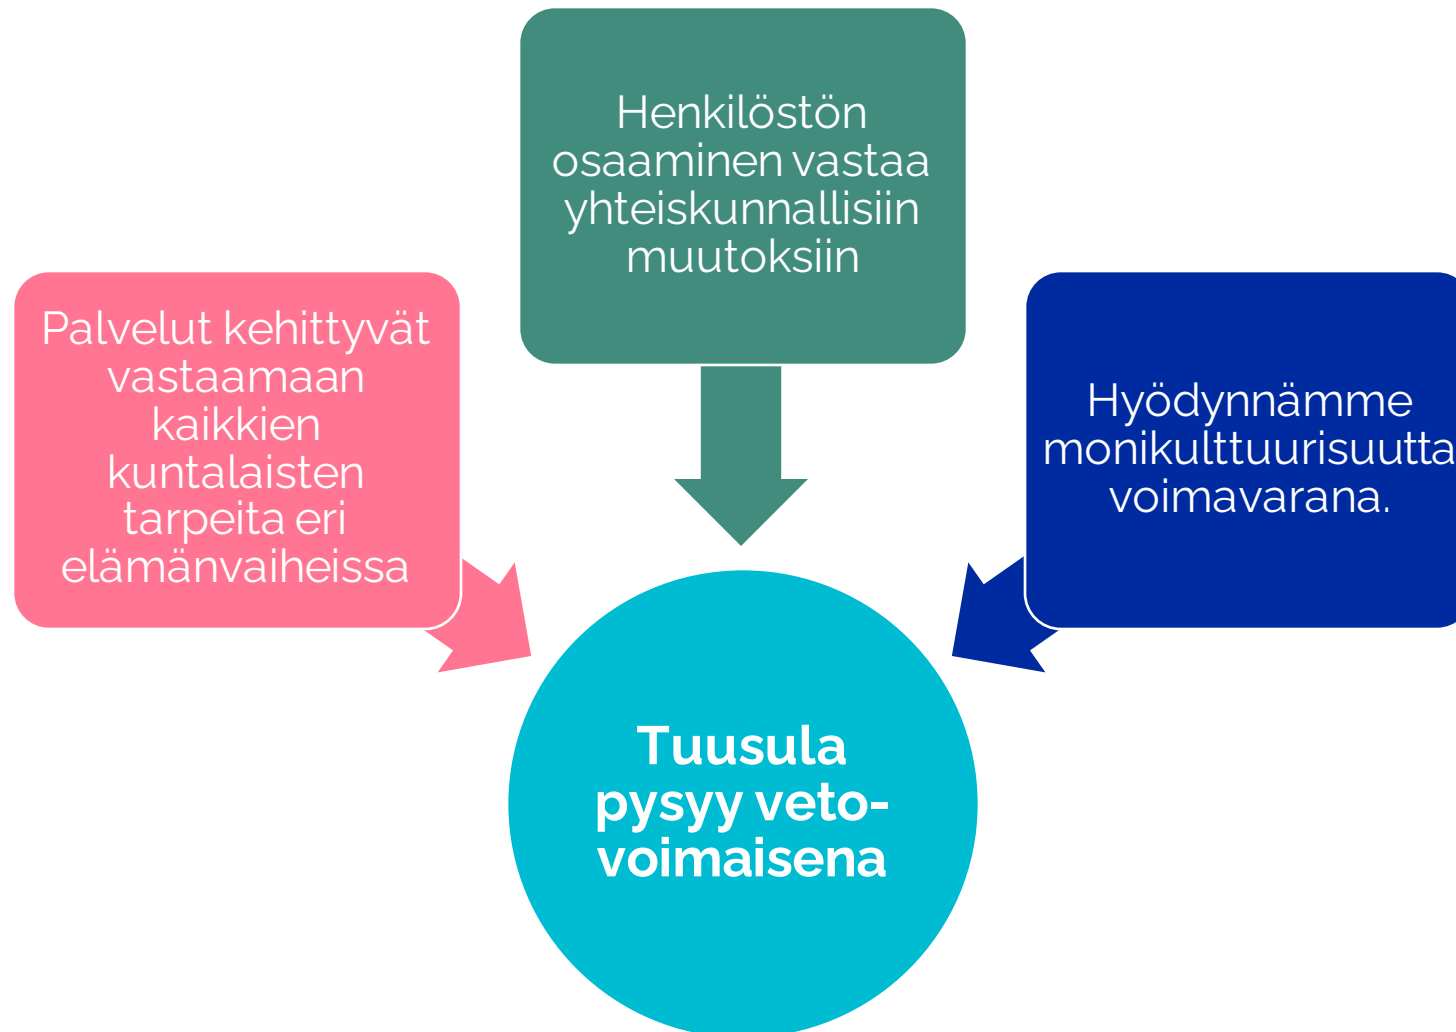 Henkilöstön
osaaminen vastaa
yhteiskunnallisiin
muutoksiin
Palvelut kehittyvät
vastaamaan
kaikkien
kuntalaisten
tarpeita eri
elämänvaiheissa
Hyödynnämme
monikulttuurisuutta
voimavarana.
Tuusula
pysyy veto-
voimaisena